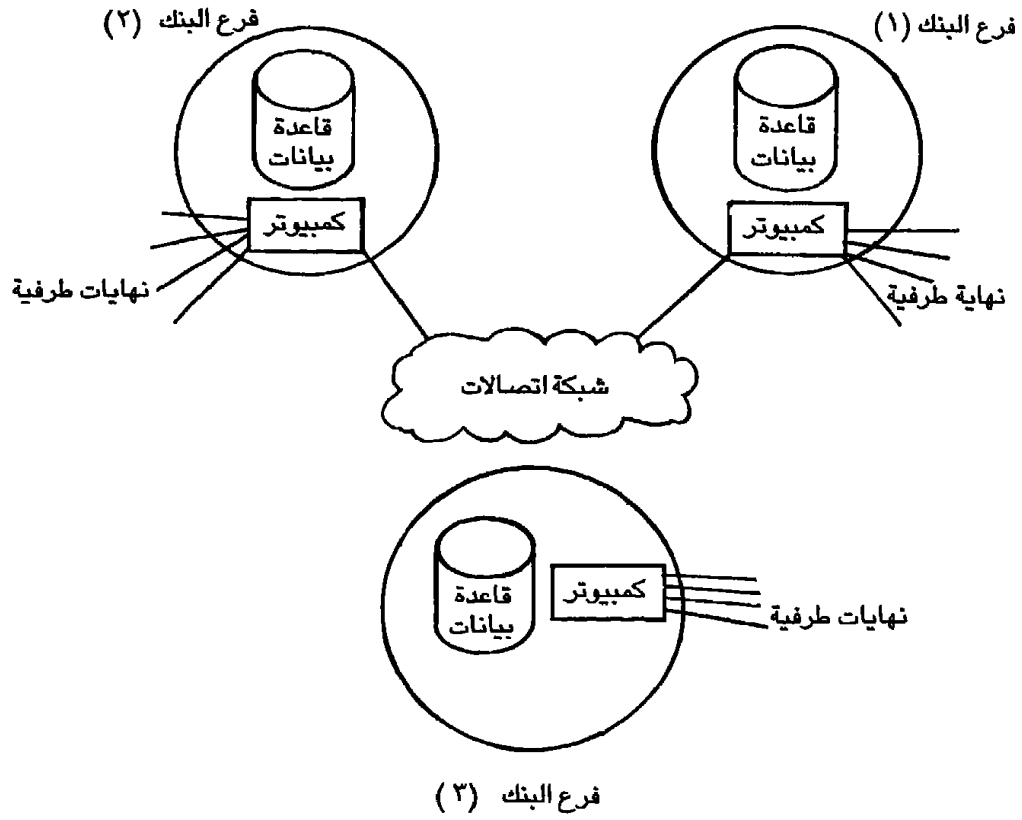 فرع البنك (١)
فرع البنك (٢)
قاعدة
بيانات
قاعدة
بيانات
كمبيوتر
كمبيوتر
نهاية طرفية
نهايات طرفية
شبكة اتصالات
قاعدة
بيانات
كمبيوتر
نهايات طرفية
فرع البنك (٣)